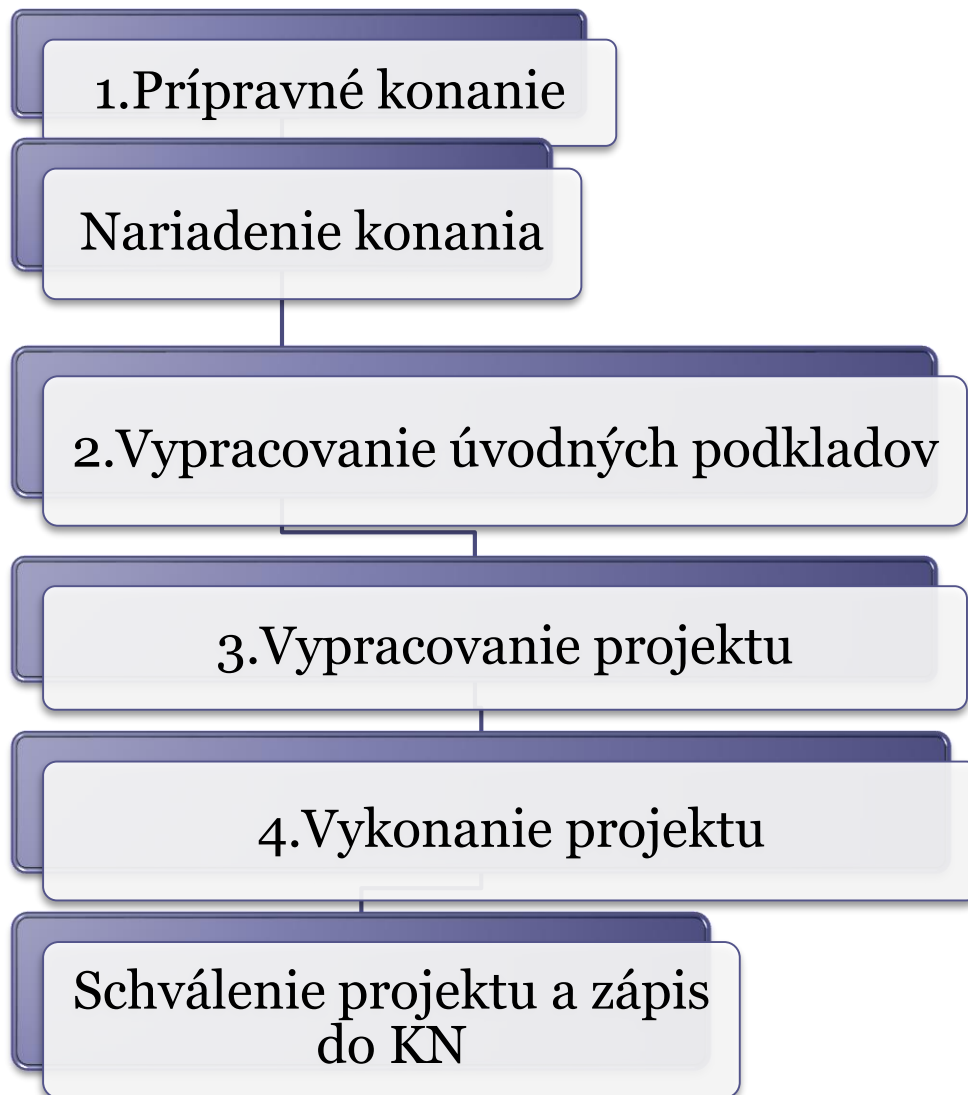 1.Prípravné konanie
Nariadenie konania
2.Vypracovanie úvodných podkladov
3.Vypracovanie projektu
4.Vykonanie projektu
Schválenie projektu a zápis
do KN